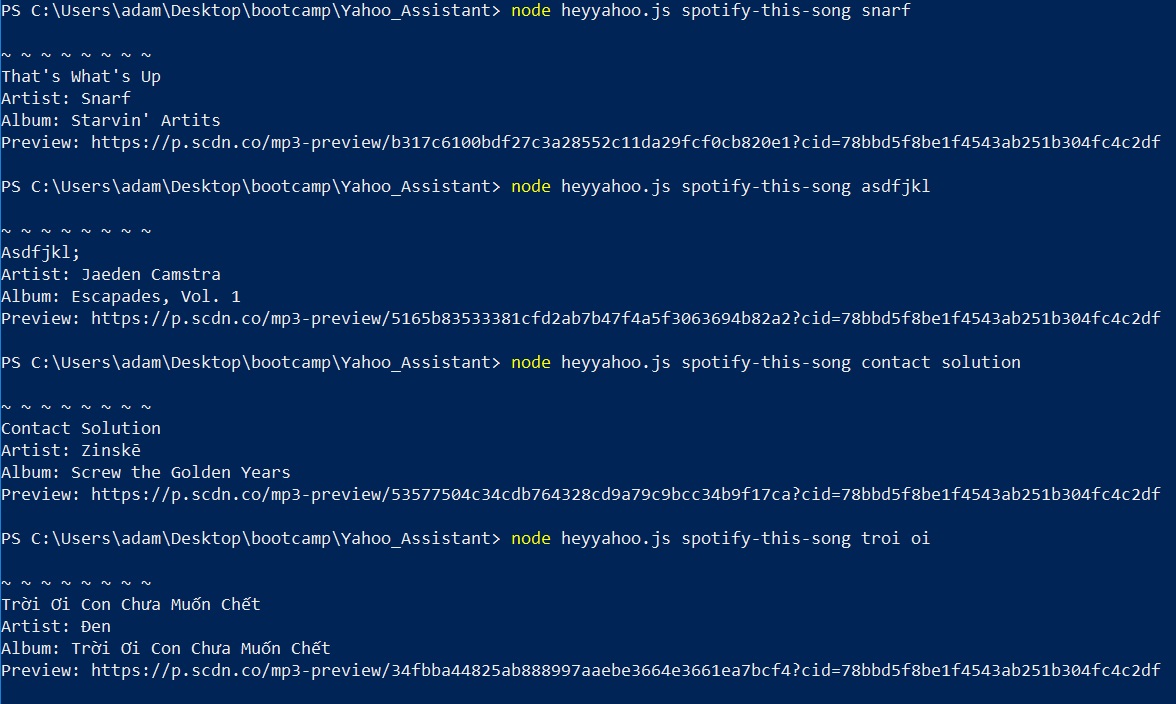 PS C:\Users\adam\Desktop\bootcamp\Yahoo_Assistant> node heyyahoo.js spotify-this-song snarf
~ ~ ~ ~ ~ ~ ~ ~
That's What's Up
Artist: Snarf
Album: Starvin' Artits
Preview: https://p.scdn.co/mp3-preview/b317c6100bdf27c3a28552c11da29fcf0cb820e1?cid=78bbd5f8be1f4543ab251b304fc4c2df
PS C:\Users\adam\Desktop\bootcamp\Yahoo_Assistant> node heyyahoo.js spotify-this-song asdfjkl
~ ~ ~ ~ ~ ~ ~ ~
Asdfjkl;
Artist: Jaeden Camstra
Album: Escapades, Vol. 1
Preview: https://p.scdn.co/mp3-preview/5165b83533381cfd2ab7b47f4a5f3063694b82a2?cid=78bbd5f8be1f4543ab251b304fc4c2df
PS C:\Users\adam\Desktop\bootcamp\Yahoo_Assistant> node heyyahoo.js spotify-this-song contact solution
~ ~ ~ ~ ~ ~ ~ ~
Contact Solution
Artist: Zinskē
Album: Screw the Golden Years
Preview: https://p.scdn.co/mp3-preview/53577504c34cdb764328cd9a79c9bcc34b9f17ca?cid=78bbd5f8be1f4543ab251b304fc4c2df
PS C:\Users\adam\Desktop\bootcamp\Yahoo_Assistant> node heyyahoo.js spotify-this-song troi oi
~ ~ ~ ~ ~ ~ ~ ~
Trời Ơi Con Chưa Muốn Chết
Artist: Đen
Album: Trời Ơi Con Chưa Muốn Chết
Preview: https://p.scdn.co/mp3-preview/34fbba44825ab888997aaebe3664e3661ea7bcf4?cid=78bbd5f8be1f4543ab251b304fc4c2df